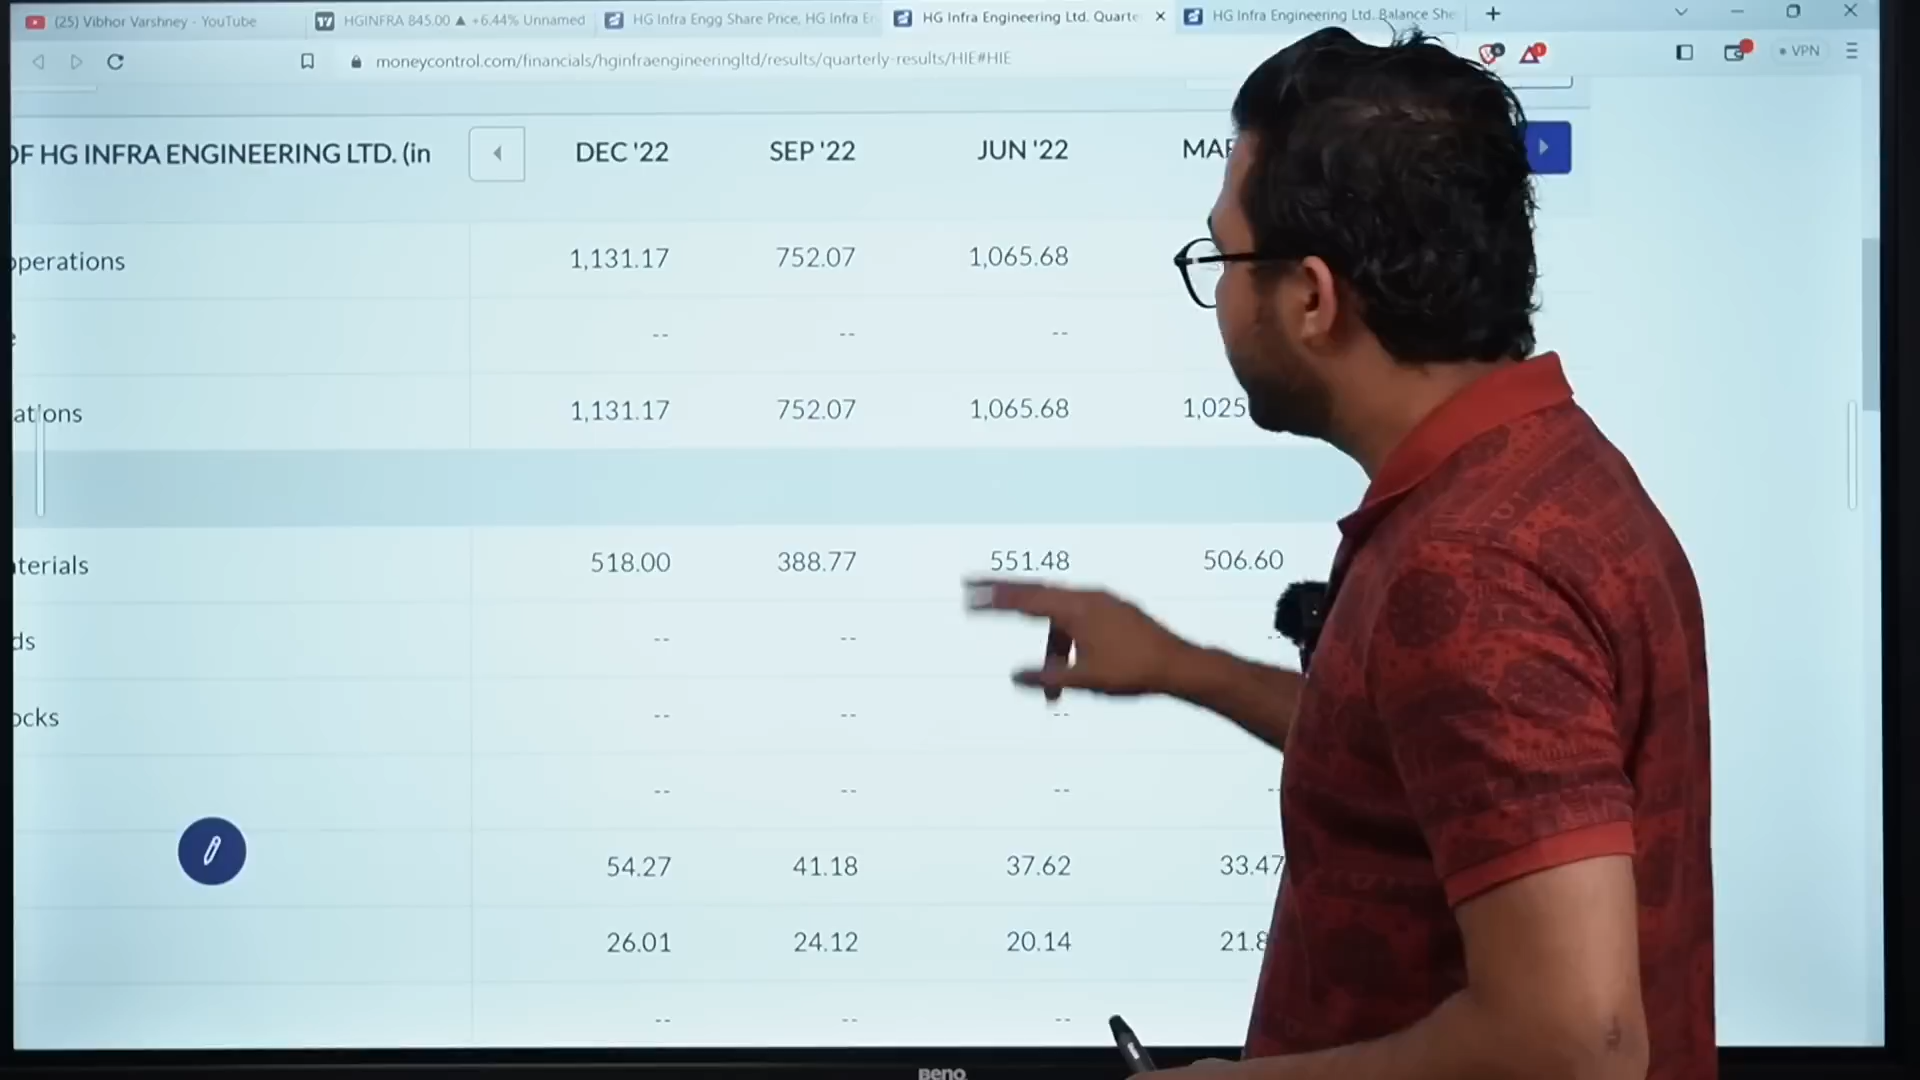 (25) Vibhor Varshney - YouTube
HGINFRA 845.00 ▲ +6.44% Unnamed
HG Infra Engg Share Price, HG Infra
HG Infra Engineering Ltd. Quarte
HG Infra Engineering Ltd. Balance She
moneycontrol.com/financials/hginfraengineeringltd/results/quarterly-results/HIE#HIE
VPN
OF HG INFRA ENGINEERING LTD. (in DEC '22 SEP '22 JUN '22 MAR
operations 1,131.17 752.07 1,065.68
-- -- --
ations 1,131.17 752.07 1,065.68 1,025
terials 518.00 388.77 551.48 506.60
ds -- -- --
ocks -- -- --
-- -- -- --
54.27 41.18 37.62 33.47
26.01 24.12 20.14 21.8
-- -- --
BenQ